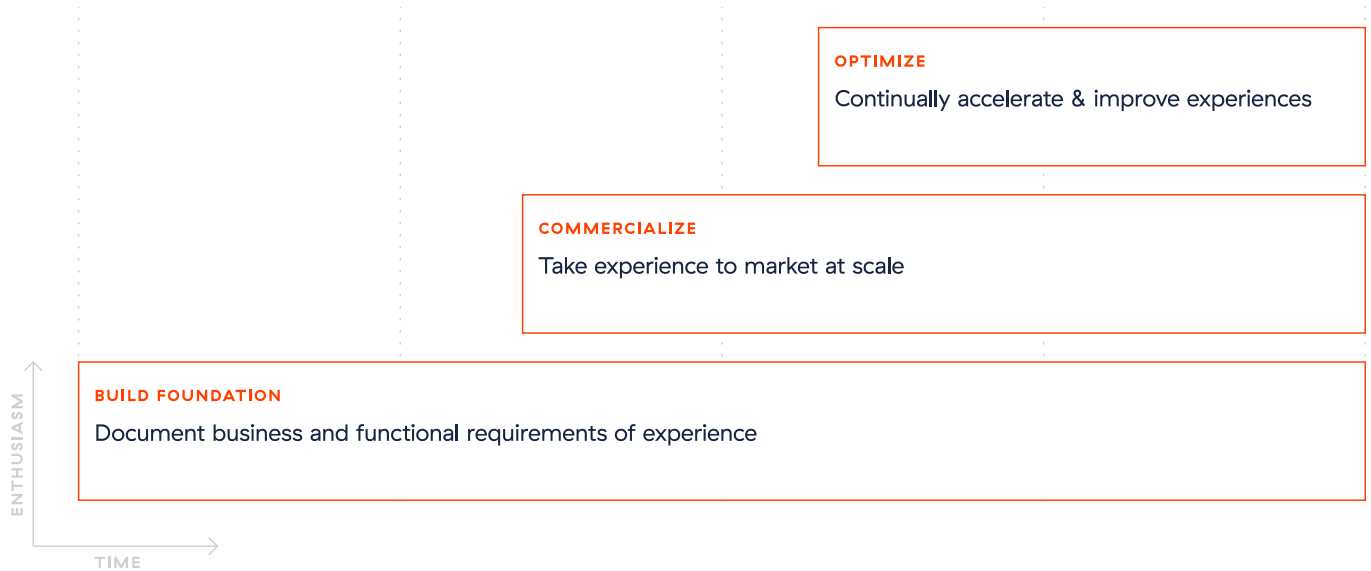 OPTIMIZE
Continually accelerate & improve experiences
COMMERCIALIZE
Take experience to market at scale
BUILD FOUNDATION
Document business and functional requirements of experience
ENTHUSIASM
TIME